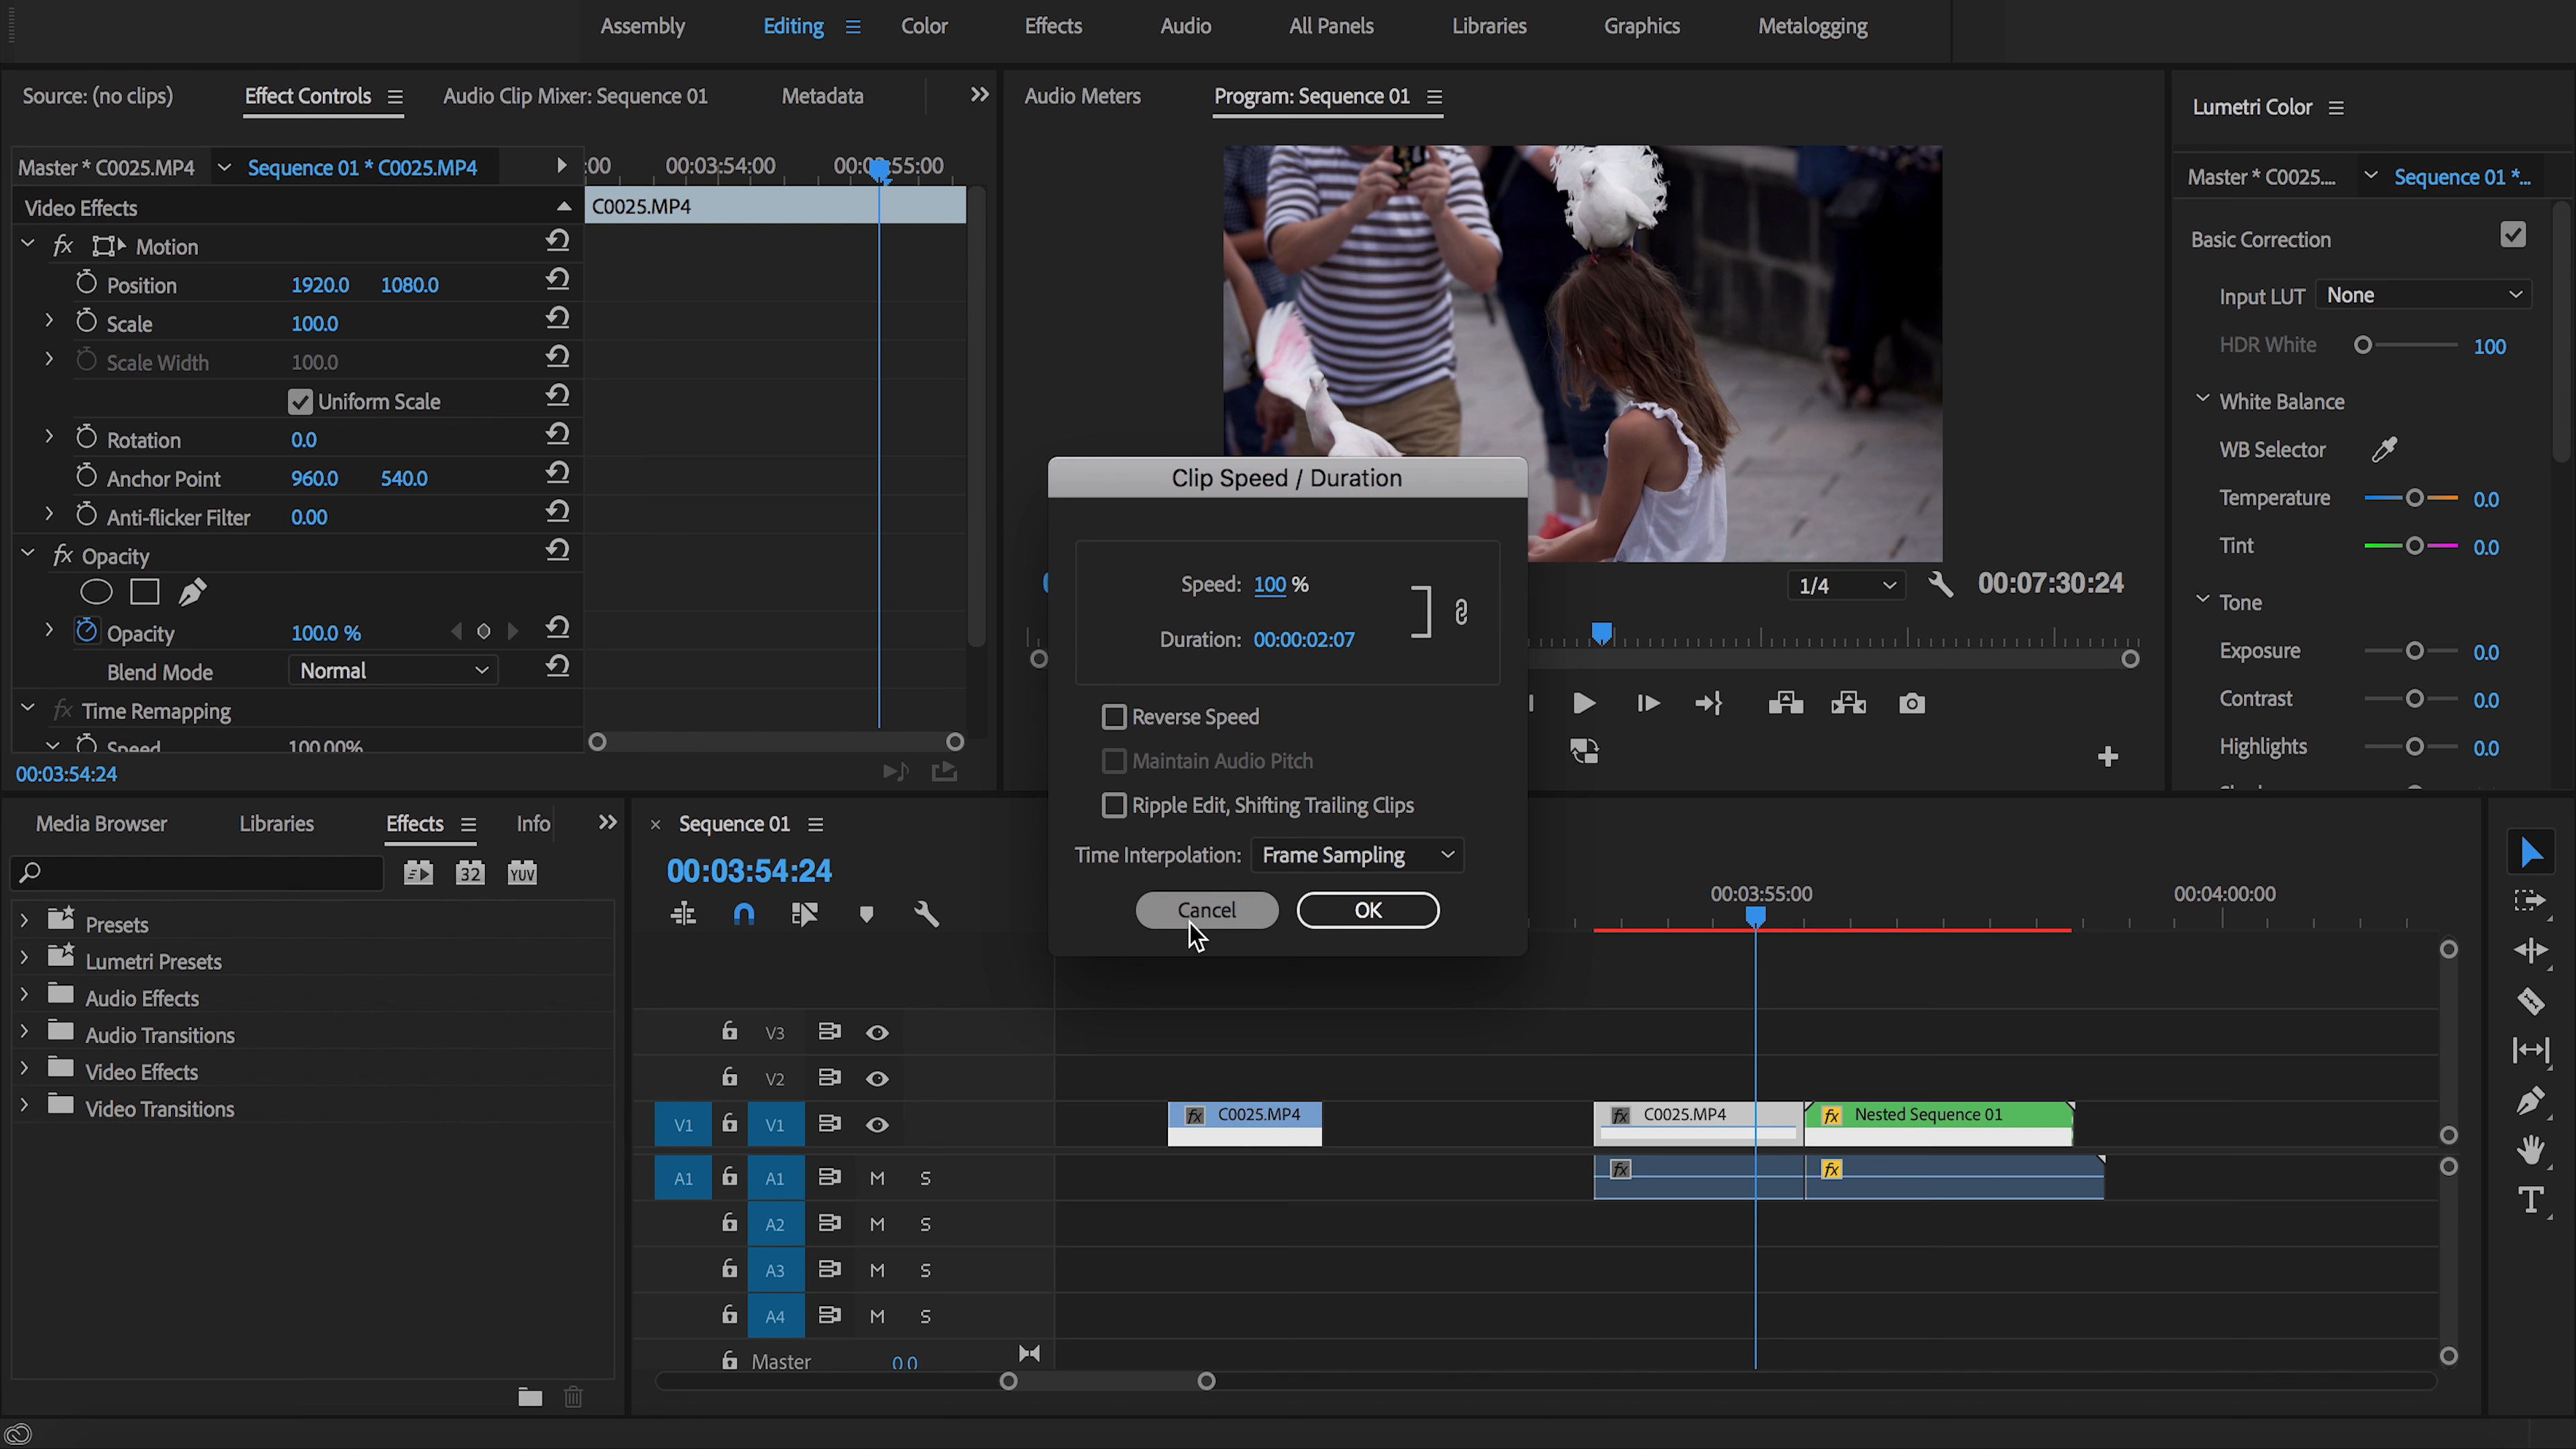 Assembly Editing Color Effects Audio All Panels Libraries Graphics Metalogging
Source: (no clips) Effect Controls Audio Clip Mixer: Sequence 01 Metadata
Audio Meters Program: Sequence 01
Lumetri Color
Master * C0025.MP4 Sequence 01 * C0025.MP4
:00 00:03:54:00 00:03:55:00
Video Effects
C0025.MP4
fx Motion
Position 1920.0 1080.0
Scale 100.0
Scale Width 100.0
Uniform Scale
Rotation 0.0
Anchor Point 960.0 540.0
Anti-flicker Filter 0.00
fx Opacity
Opacity 100.0 %
Blend Mode Normal
fx Time Remapping
Speed 100.00%
00:03:54:24
Clip Speed / Duration
Speed: 100 %
Duration: 00:00:02:07
Reverse Speed
Maintain Audio Pitch
Ripple Edit, Shifting Trailing Clips
Time Interpolation: Frame Sampling
Cancel OK
1/4 00:07:30:24
Master * C0025.... Sequence 01 *...
Basic Correction
Input LUT None
HDR White 100
White Balance
WB Selector
Temperature 0.0
Tint 0.0
Tone
Exposure 0.0
Contrast 0.0
Highlights 0.0
Media Browser Libraries Effects Info
32 YUV
Presets
Lumetri Presets
Audio Effects
Audio Transitions
Video Effects
Video Transitions
Sequence 01
00:03:54:24
00:03:55:00 00:04:00:00
V3
V2
V1 V1 fx C0025.MP4 fx C0025.MP4 fx Nested Sequence 01
A1 A1 M S fx fx
A2 M S
A3 M S
A4 M S
Master 0.0
T